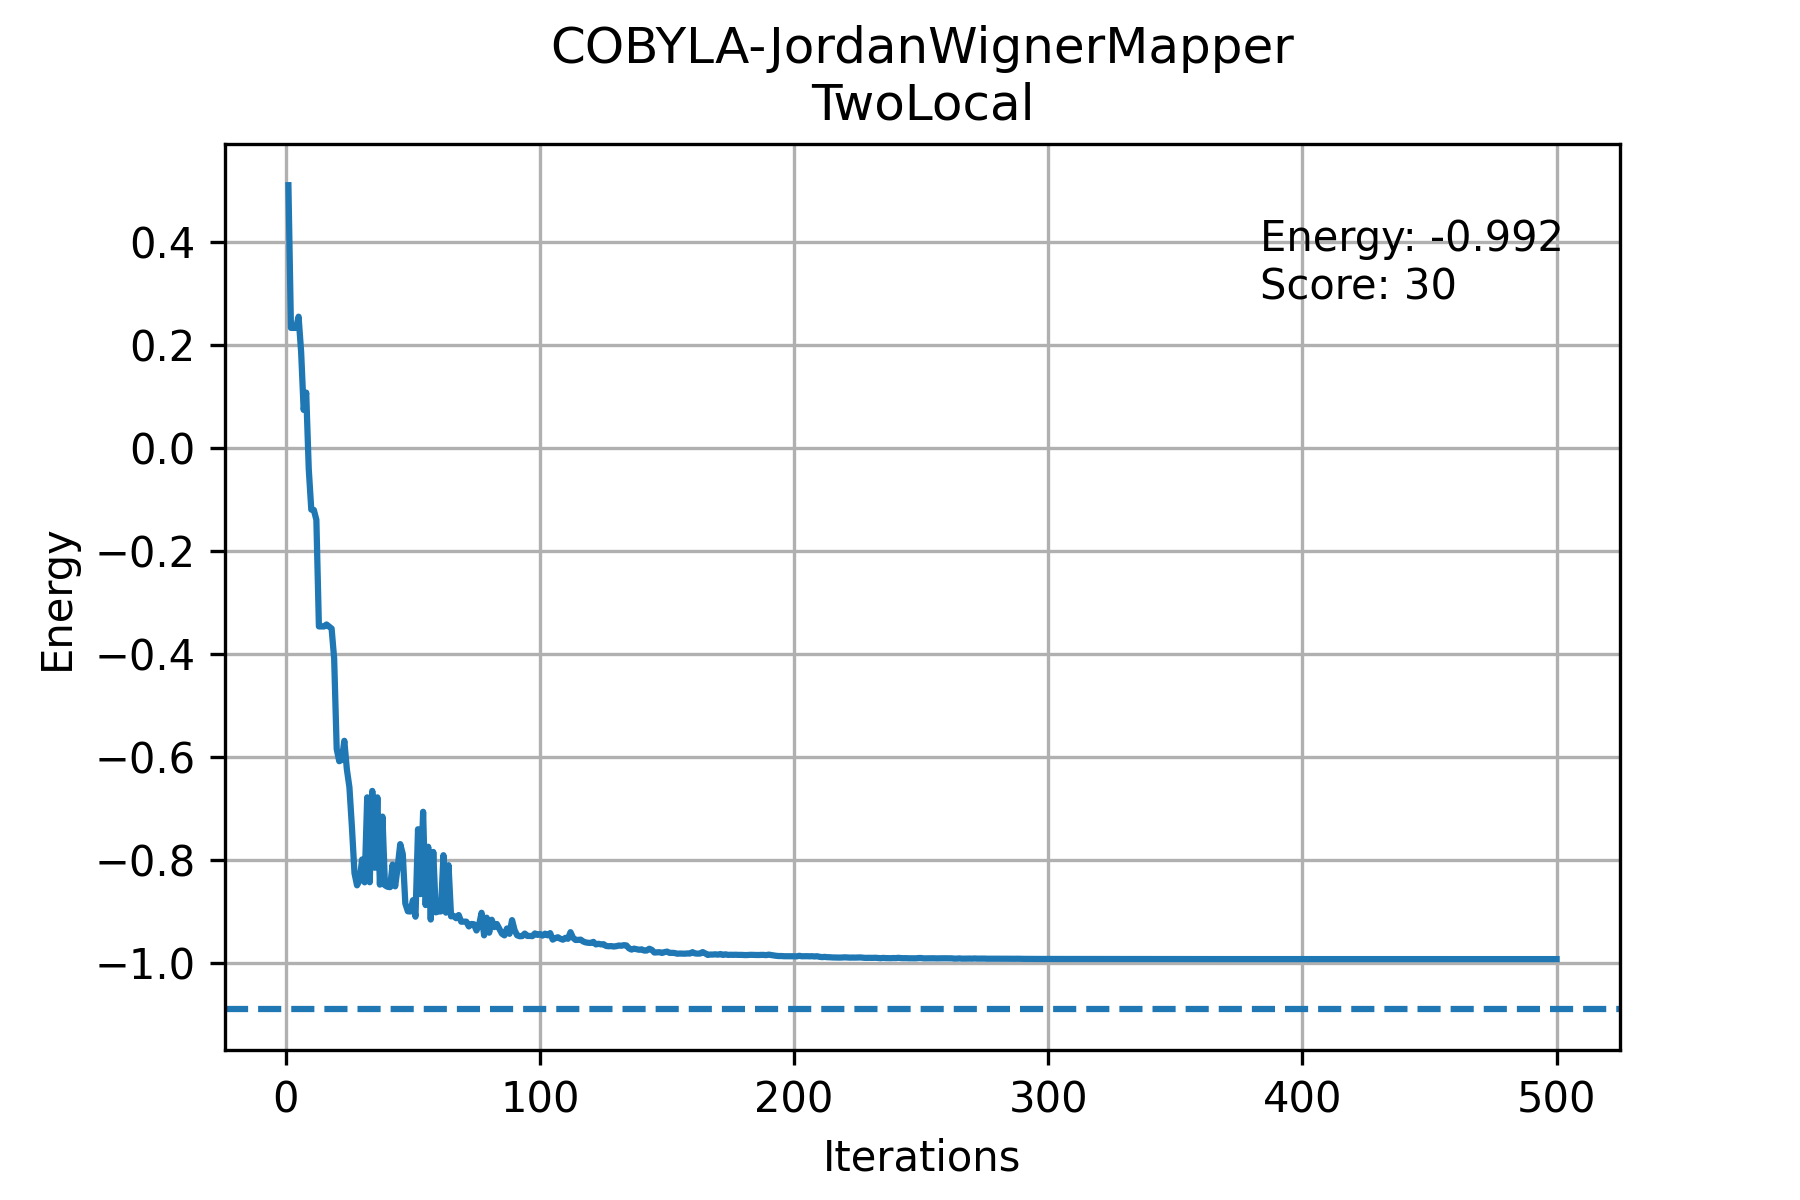 COBYLA-JordanWignerMapper
TwoLocal
Energy: -0.992
Score: 30
0.4
0.2
0.0
−0.2
−0.4
−0.6
−0.8
−1.0
Energy
0 100 200 300 400 500
Iterations